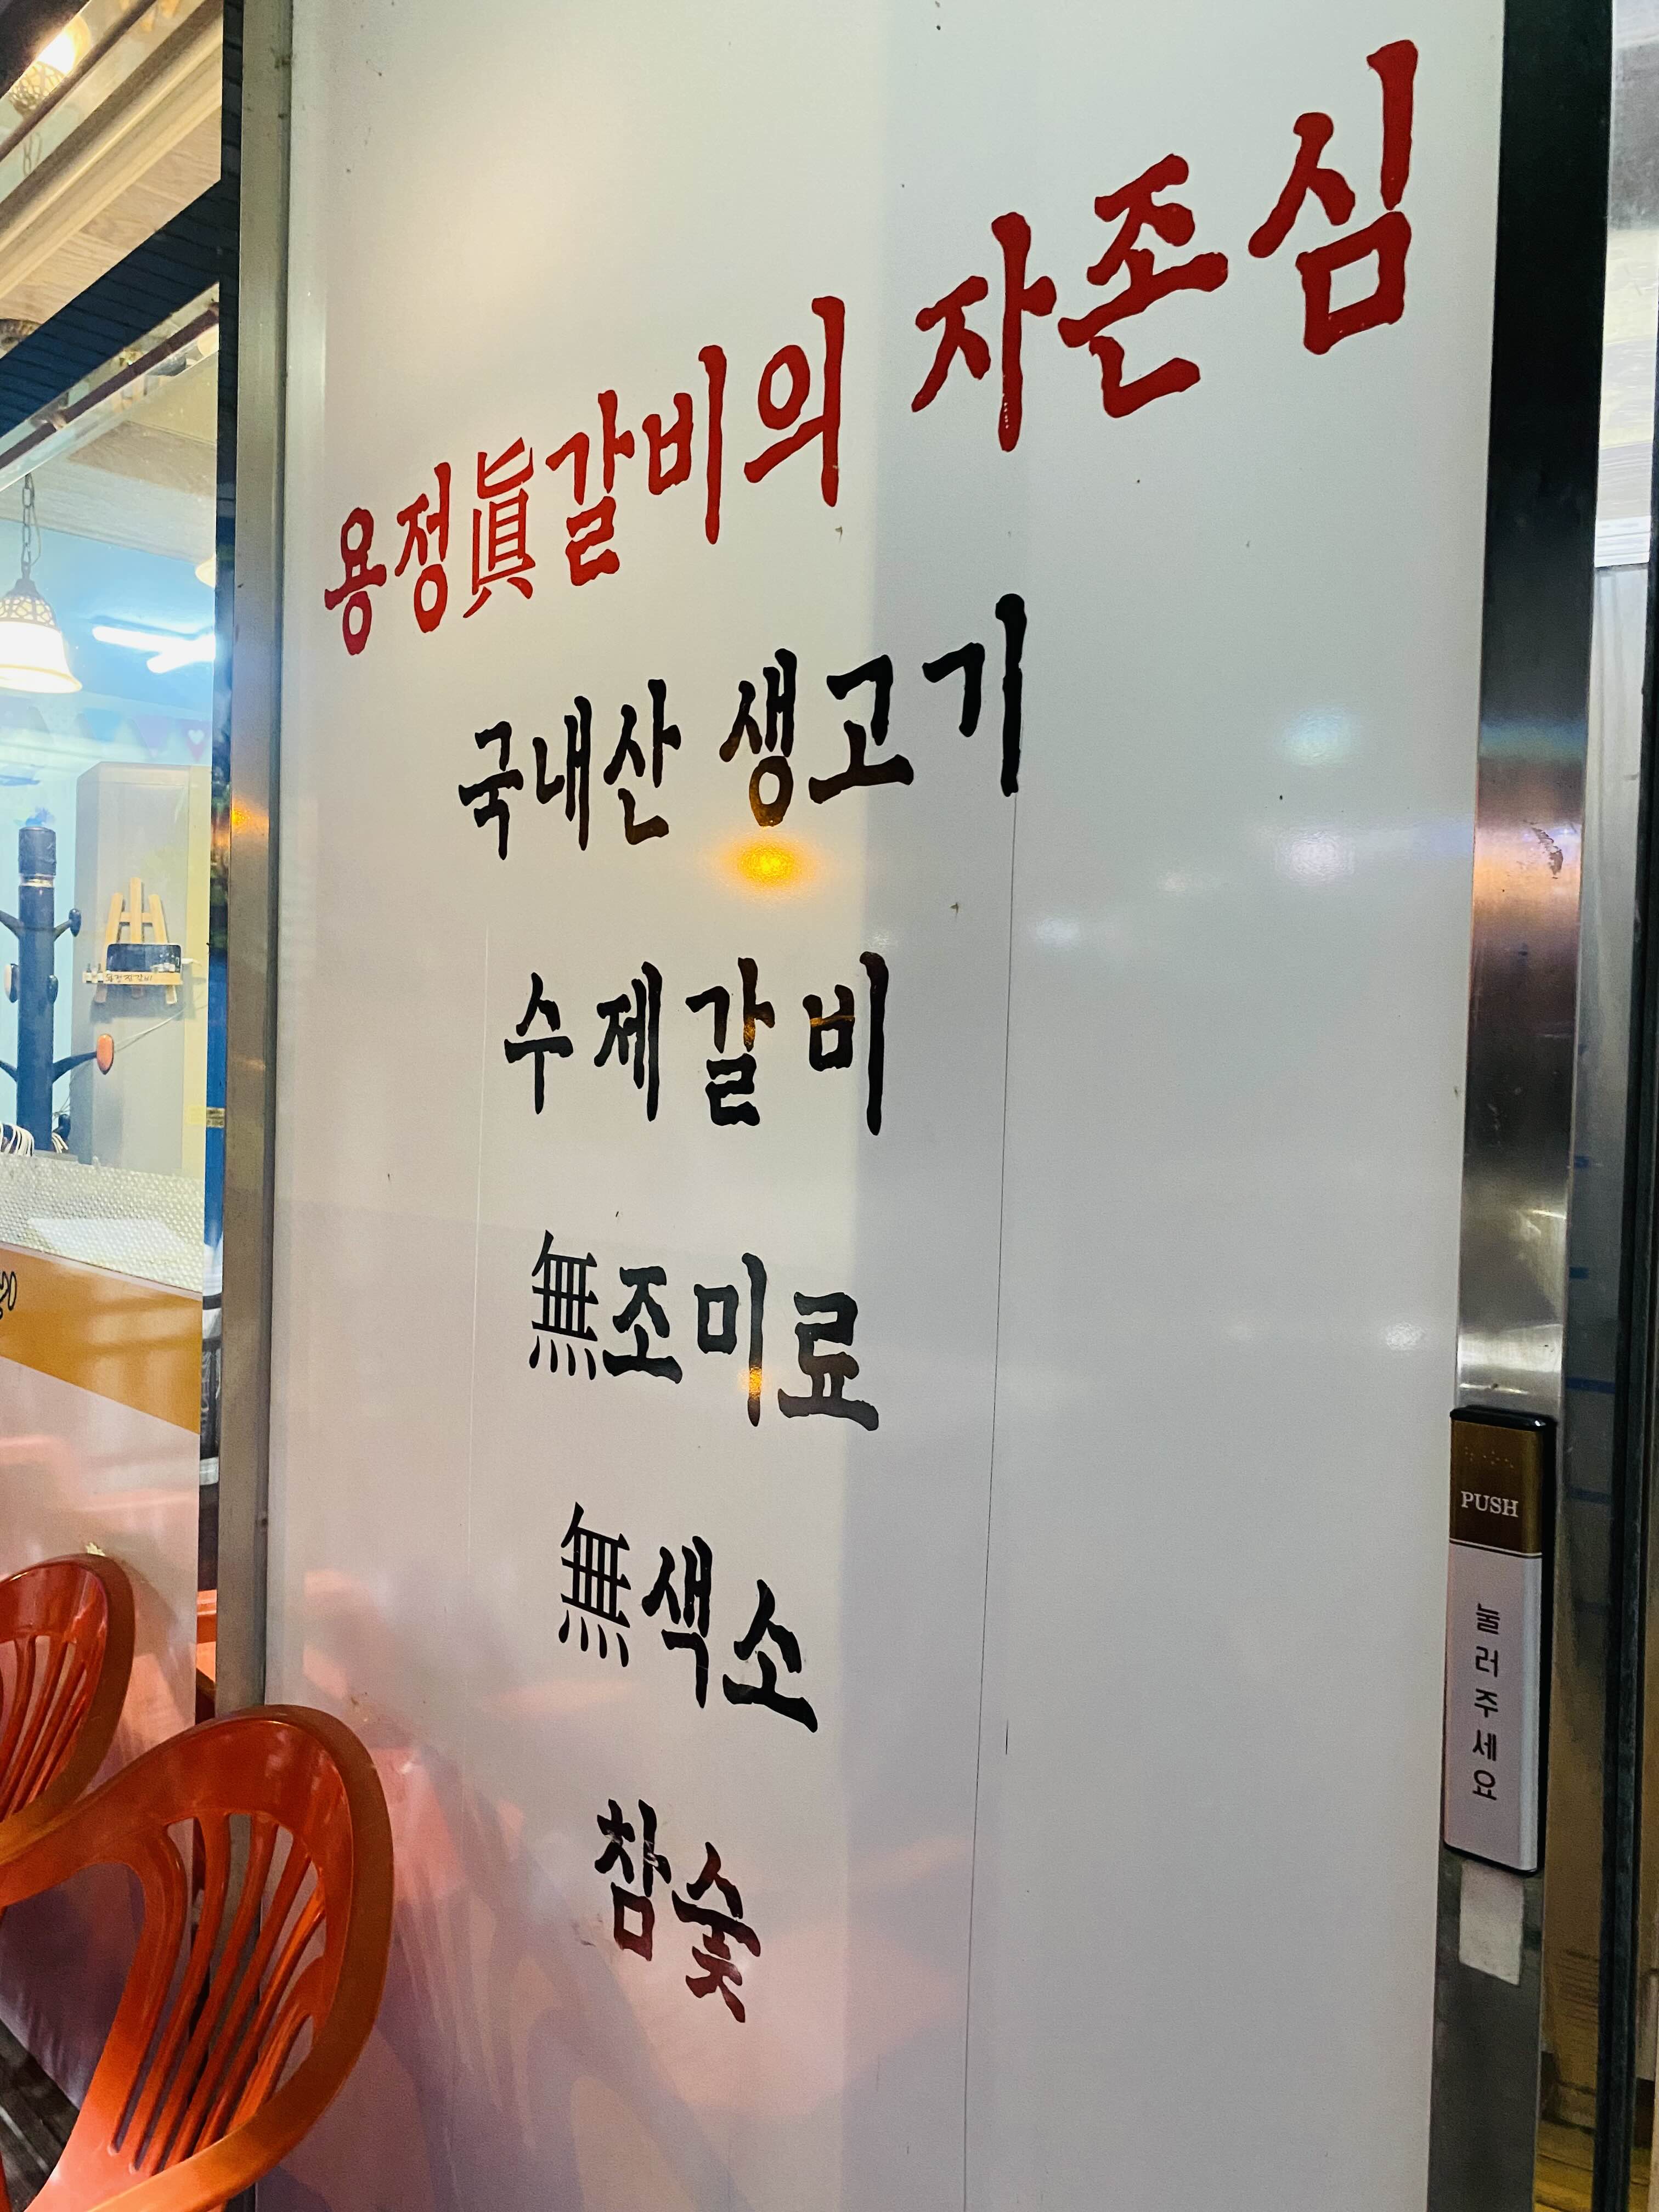 용정眞갈비의 자존심
국내산 생고기
수제갈비
無조미료
無색소
참숯
PUSH
눌러주세요